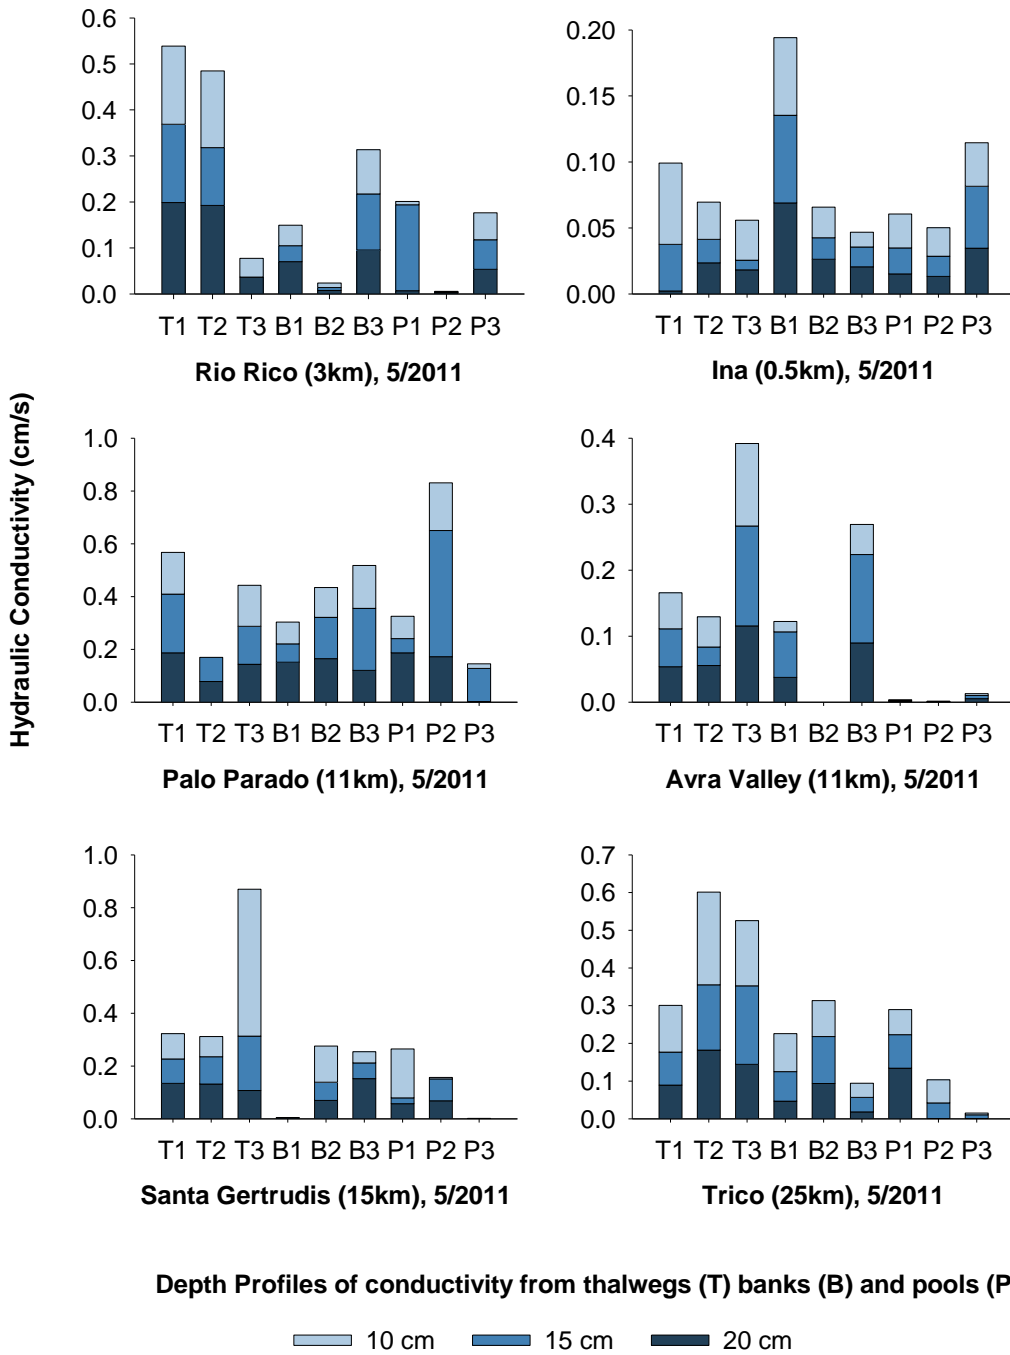 Hydraulic Conductivity (cm/s)
0.6
0.5
0.4
0.3
0.2
0.1
0.0
T1 T2 T3 B1 B2 B3 P1 P2 P3
Rio Rico (3km), 5/2011
0.20
0.15
0.10
0.05
0.00
T1 T2 T3 B1 B2 B3 P1 P2 P3
Ina (0.5km), 5/2011
1.0
0.8
0.6
0.4
0.2
0.0
T1 T2 T3 B1 B2 B3 P1 P2 P3
Palo Parado (11km), 5/2011
0.4
0.3
0.2
0.1
0.0
T1 T2 T3 B1 B2 B3 P1 P2 P3
Avra Valley (11km), 5/2011
1.0
0.8
0.6
0.4
0.2
0.0
T1 T2 T3 B1 B2 B3 P1 P2 P3
Santa Gertrudis (15km), 5/2011
0.7
0.6
0.5
0.4
0.3
0.2
0.1
0.0
T1 T2 T3 B1 B2 B3 P1 P2 P3
Trico (25km), 5/2011
Depth Profiles of conductivity from thalwegs (T) banks (B) and pools (P
10 cm 15 cm 20 cm